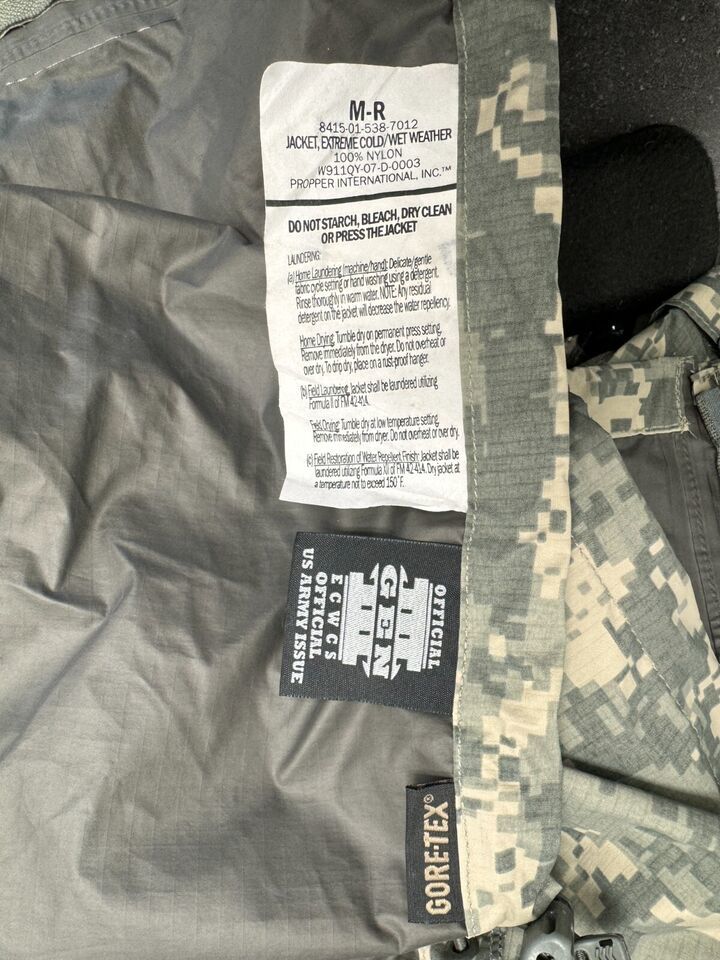 M-R
8415-01-538-7012
JACKET, EXTREME COLD/WET WEATHER
100% NYLON
W911QY-07-D-0003
PROPPER INTERNATIONAL, INC.™
DO NOT STARCH, BLEACH, DRY CLEAN
OR PRESS THE JACKET
LAUNDERING:
(a) Home Laundering (machine/hand): Delicate/gentle
fabric cycle setting or hand washing using a detergent.
Rinse thoroughly in warm water. NOTE: Any residual
detergent on the jacket will decrease the water repellency.
Home Drying: Tumble dry on permanent press setting.
Remove immediately from the dryer. Do not overheat or
over dry. To drip dry, place on a rust-proof hanger.
(b) Field Laundering: Jacket shall be laundered utilizing
Formula II of FM 42-414.
Field Drying: Tumble dry at low temperature setting.
Remove immediately from dryer. Do not overheat or over dry.
(c) Field Restoration of Water Repellent Finish: Jacket shall be
laundered utilizing Formula XI of FM 42-414. Dry jacket at
a temperature not to exceed 150°F.
OFFICIAL
GEN
III
ECWCS
OFFICIAL
US ARMY ISSUE
GORE-TEX®